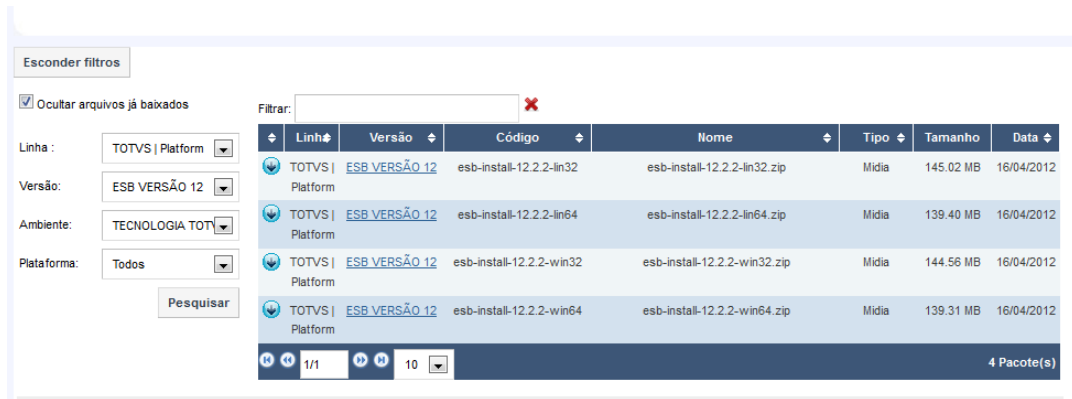 Esconder filtros
Ocultar arquivos já baixados
Linha : TOTVS | Platform
Versão: ESB VERSÃO 12
Ambiente: TECNOLOGIA TOTV
Plataforma: Todos
Pesquisar
Filtrar:
Linha Versão Código Nome Tipo Tamanho Data
TOTVS | ESB VERSÃO 12 esb-install-12.2.2-lin32 esb-install-12.2.2-lin32.zip Midia 145.02 MB 16/04/2012
Platform
TOTVS | ESB VERSÃO 12 esb-install-12.2.2-lin64 esb-install-12.2.2-lin64.zip Midia 139.40 MB 16/04/2012
Platform
TOTVS | ESB VERSÃO 12 esb-install-12.2.2-win32 esb-install-12.2.2-win32.zip Midia 144.56 MB 16/04/2012
Platform
TOTVS | ESB VERSÃO 12 esb-install-12.2.2-win64 esb-install-12.2.2-win64.zip Midia 139.31 MB 16/04/2012
Platform
1/1 10 4 Pacote(s)